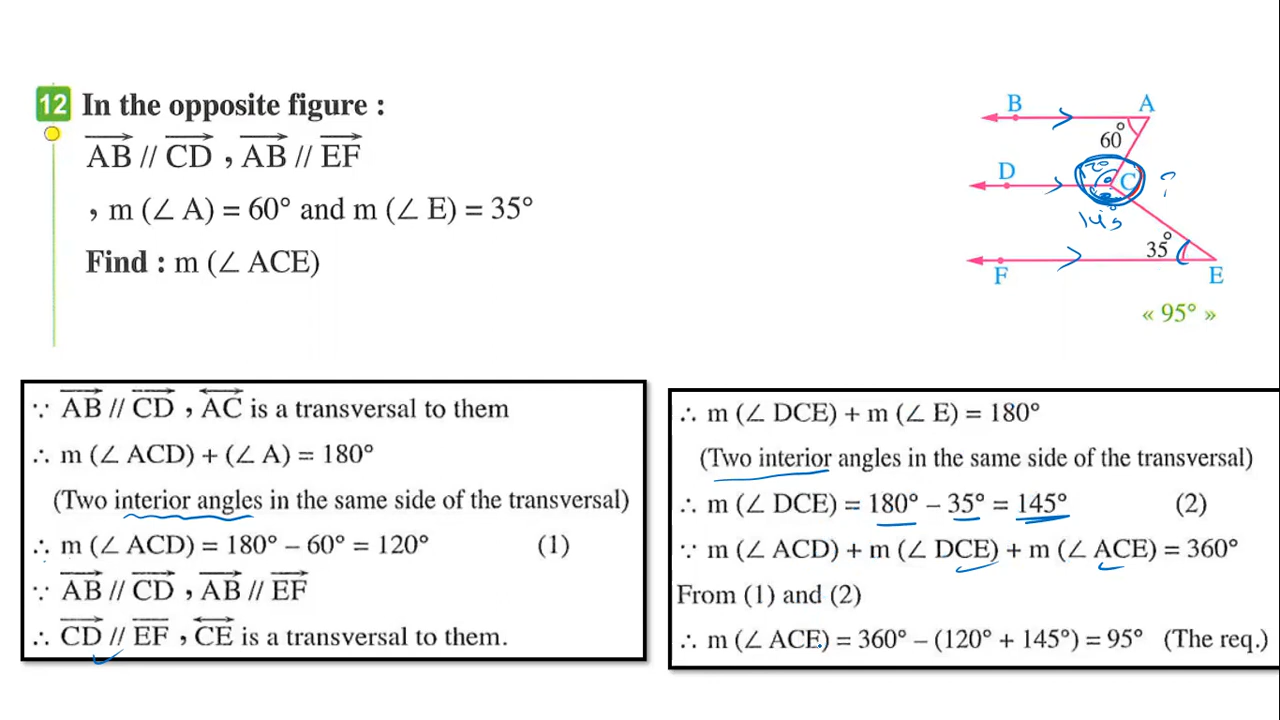 12 In the opposite figure :
AB // CD , AB // EF
, m (∠ A) = 60° and m (∠ E) = 35°
Find : m (∠ ACE)
B A
60°
D C ?
120
145
35°
F E
« 95° »
∵ AB // CD , AC is a transversal to them
∴ m (∠ ACD) + (∠ A) = 180°
(Two interior angles in the same side of the transversal)
∴ m (∠ ACD) = 180° – 60° = 120° (1)
∵ AB // CD , AB // EF
∴ CD // EF , CE is a transversal to them.
∴ m (∠ DCE) + m (∠ E) = 180°
(Two interior angles in the same side of the transversal)
∴ m (∠ DCE) = 180° – 35° = 145° (2)
∵ m (∠ ACD) + m (∠ DCE) + m (∠ ACE) = 360°
From (1) and (2)
∴ m (∠ ACE) = 360° – (120° + 145°) = 95° (The req.)